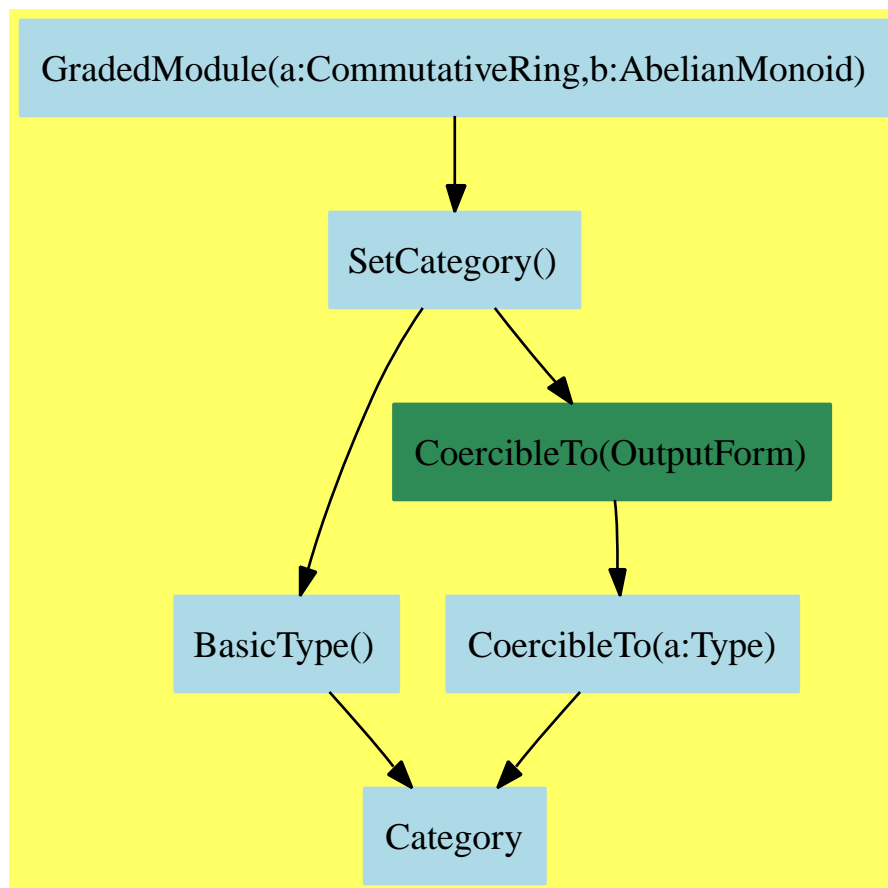 GradedModule(a:CommutativeRing,b:AbelianMonoid)
SetCategory()
CoercibleTo(OutputForm)
BasicType()
CoercibleTo(a:Type)
Category